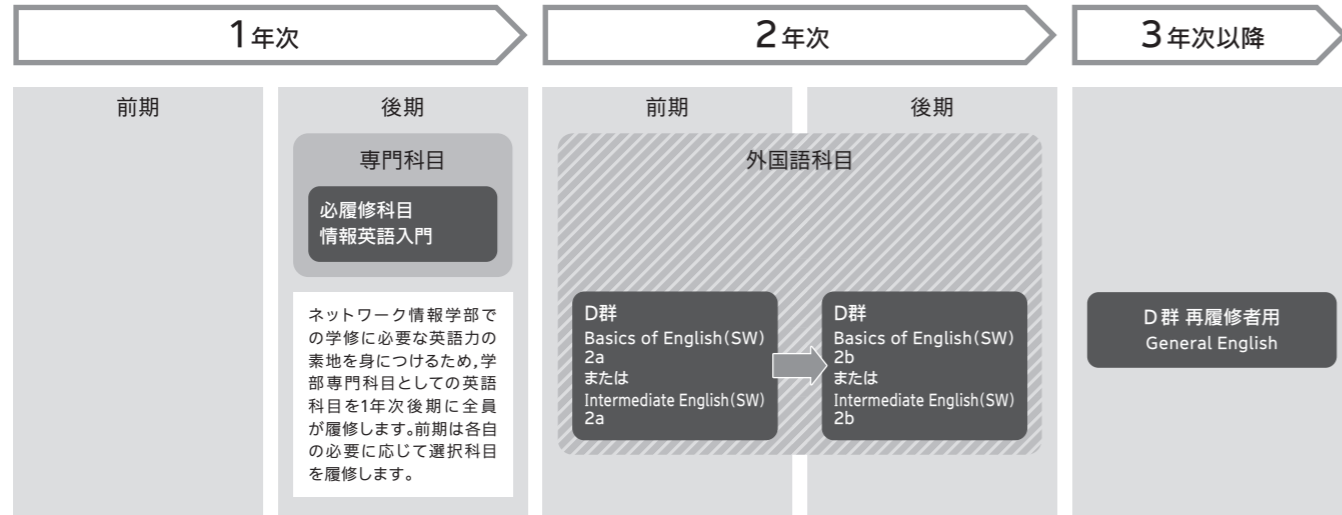 1年次
前期
後期
専門科目
必履修科目
情報英語入門
ネットワーク情報学部で
の学修に必要な英語力の
素地を身につけるため,学
部専門科目としての英語
科目を1年次後期に全員
が履修します。前期は各自
の必要に応じて選択科目
を履修します。
2年次
前期
後期
外国語科目
D群
Basics of English(SW)
2a
または
Intermediate English(SW)
2a
D群
Basics of English(SW)
2b
または
Intermediate English(SW)
2b
3年次以降
D群 再履修者用
General English